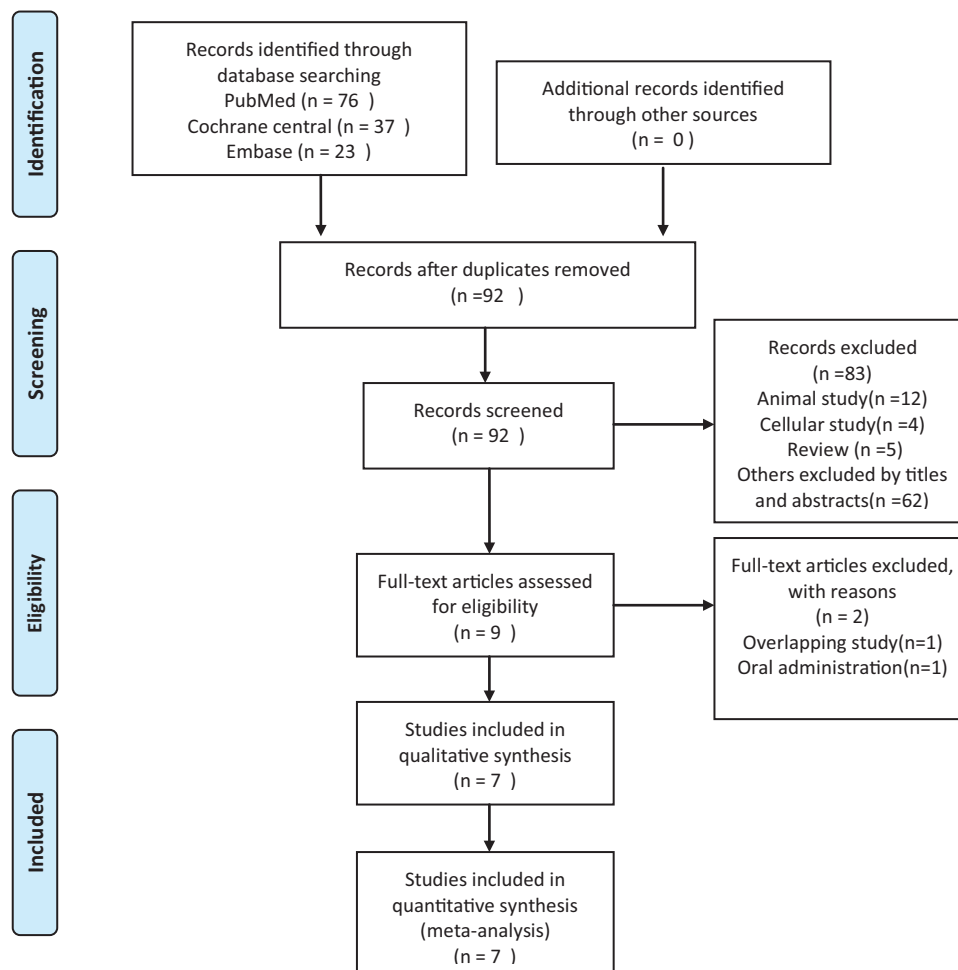 Identification
Records identified through
database searching
PubMed (n = 76 )
Cochrane central (n = 37 )
Embase (n = 23 )
Additional records identified
through other sources
(n = 0 )
Screening
Records after duplicates removed
(n =92 )
Records screened
(n = 92 )
Records excluded
(n =83)
Animal study(n =12)
Cellular study(n =4)
Review (n =5)
Others excluded by titles
and abstracts(n =62)
Eligibility
Full-text articles assessed
for eligibility
(n = 9 )
Full-text articles excluded,
with reasons
(n = 2)
Overlapping study(n=1)
Oral administration(n=1)
Included
Studies included in
qualitative synthesis
(n = 7 )
Studies included in
quantitative synthesis
(meta-analysis)
(n = 7 )